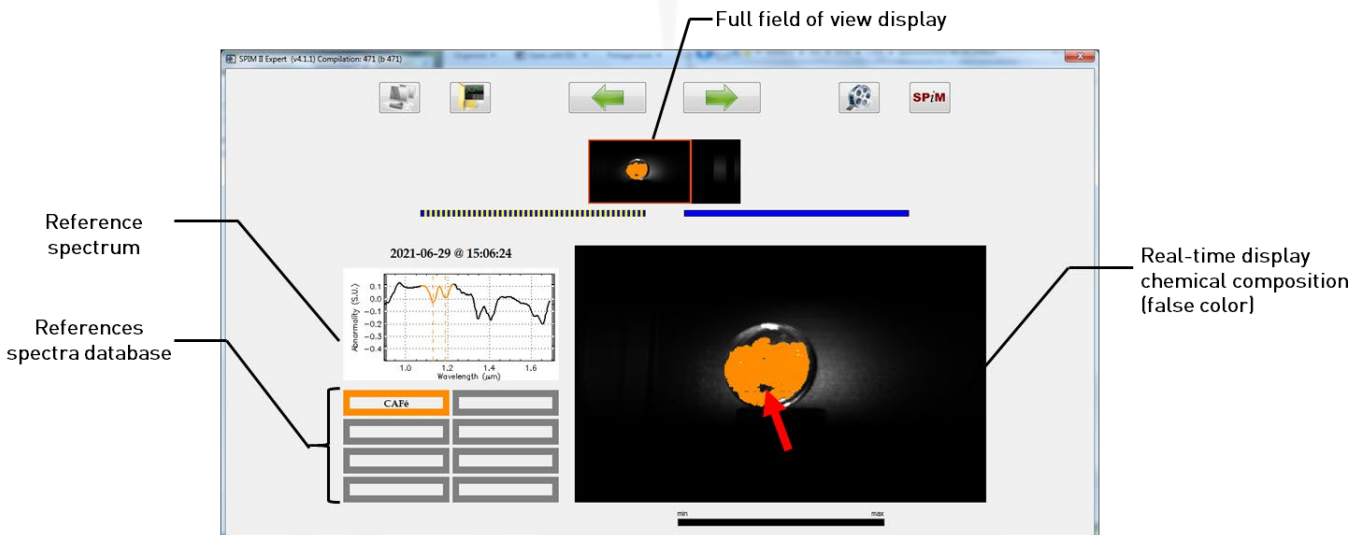 Full field of view display
SPIM II Expert (v4.1.1) Compilation: 471 (b 471)
SPiM
Reference
spectrum
2021-06-29 @ 15:06:24
Abnormality (S.U.)
0.1
0.0
-0.1
-0.2
-0.3
-0.4
1.0 1.2 1.4 1.6
Wavelength (μm)
References
spectra database
CAFé
Real-time display
chemical composition
(false color)
min max